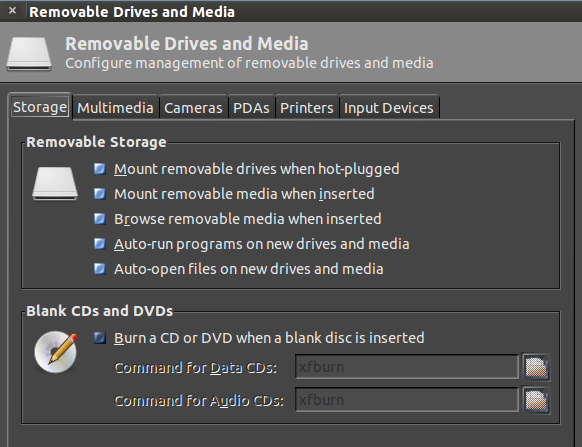 Removable Drives and Media
Removable Drives and Media
Configure management of removable drives and media
Storage Multimedia Cameras PDAs Printers Input Devices
Removable Storage
Mount removable drives when hot-plugged
Mount removable media when inserted
Browse removable media when inserted
Auto-run programs on new drives and media
Auto-open files on new drives and media
Blank CDs and DVDs
Burn a CD or DVD when a blank disc is inserted
Command for Data CDs: xfburn
Command for Audio CDs: xfburn